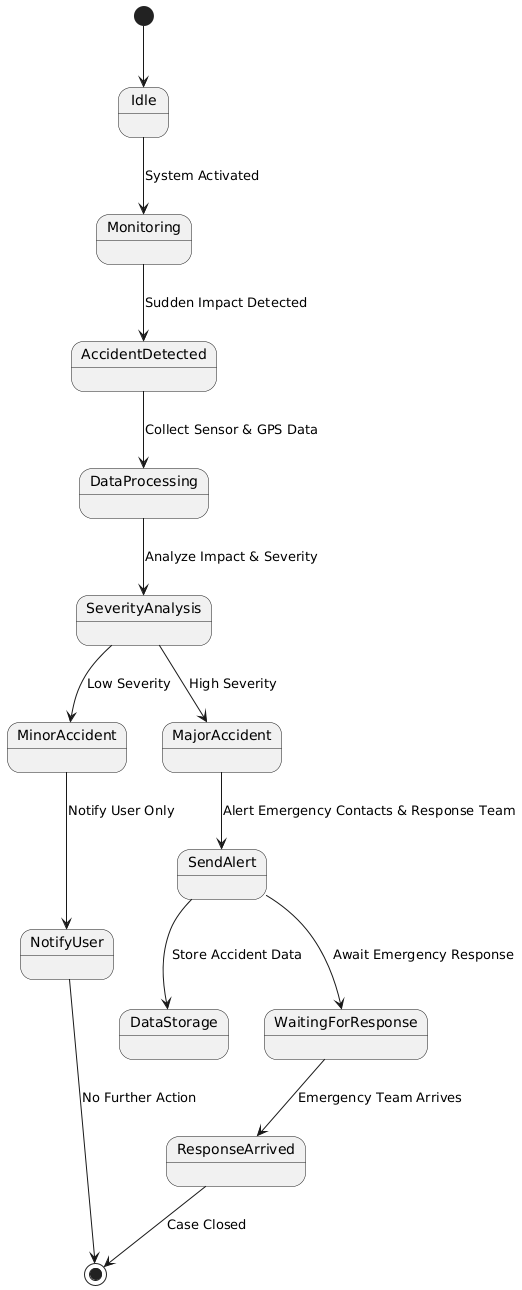 Idle
System Activated
Monitoring
Sudden Impact Detected
AccidentDetected
Collect Sensor & GPS Data
DataProcessing
Analyze Impact & Severity
SeverityAnalysis
Low Severity
High Severity
MinorAccident
MajorAccident
Notify User Only
Alert Emergency Contacts & Response Team
SendAlert
NotifyUser
Store Accident Data
Await Emergency Response
DataStorage
WaitingForResponse
No Further Action
Emergency Team Arrives
ResponseArrived
Case Closed